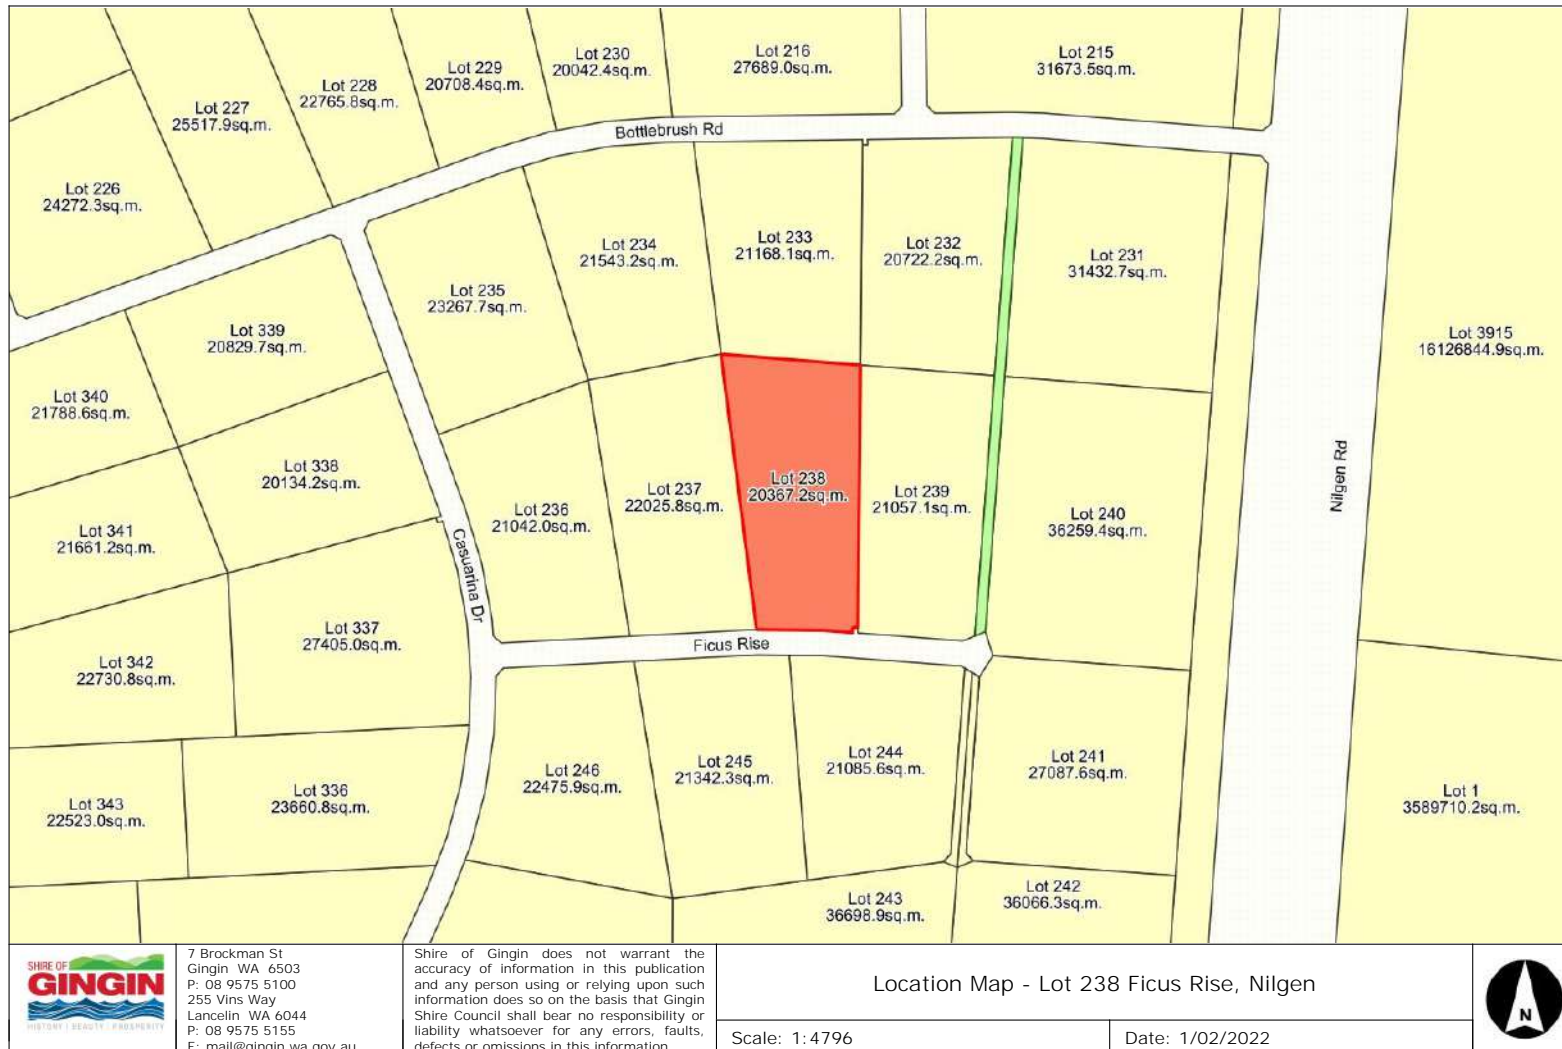 Lot 215
31673.5sq.m.
Lot 216
27689.0sq.m.
Lot 230
20042.4sq.m.
Lot 229
20708.4sq.m.
Lot 228
22765.8sq.m.
Lot 227
25517.9sq.m.
Bottlebrush Rd
Lot 226
24272.3sq.m.
Lot 234
21543.2sq.m.
Lot 233
21168.1sq.m.
Lot 232
20722.2sq.m.
Lot 231
31432.7sq.m.
Lot 235
23267.7sq.m.
Lot 339
20829.7sq.m.
Lot 3915
16126844.9sq.m.
Lot 340
21788.6sq.m.
Lot 338
20134.2sq.m.
Nilgen Rd
Lot 238
20367.2sq.m.
Lot 237
22025.8sq.m.
Lot 239
21057.1sq.m.
Lot 236
21042.0sq.m.
Lot 240
36259.4sq.m.
Lot 341
21661.2sq.m.
Casuarina Dr
Lot 337
27405.0sq.m.
Ficus Rise
Lot 342
22730.8sq.m.
Lot 244
21085.6sq.m.
Lot 241
27087.6sq.m.
Lot 245
21342.3sq.m.
Lot 246
22475.9sq.m.
Lot 336
23660.8sq.m.
Lot 343
22523.0sq.m.
Lot 1
3589710.2sq.m.
Lot 242
36066.3sq.m.
Lot 243
36698.9sq.m.
SHIRE OF
GINGIN
HISTORY | BEAUTY | PROSPERITY
7 Brockman St
Gingin WA 6503
P: 08 9575 5100
255 Vins Way
Lancelin WA 6044
P: 08 9575 5155
E: mail@gingin.wa.gov.au
Shire of Gingin does not warrant the
accuracy of information in this publication
and any person using or relying upon such
information does so on the basis that Gingin
Shire Council shall bear no responsibility or
liability whatsoever for any errors, faults,
defects or omissions in this information
Location Map - Lot 238 Ficus Rise, Nilgen
Scale: 1:4796
Date: 1/02/2022
N